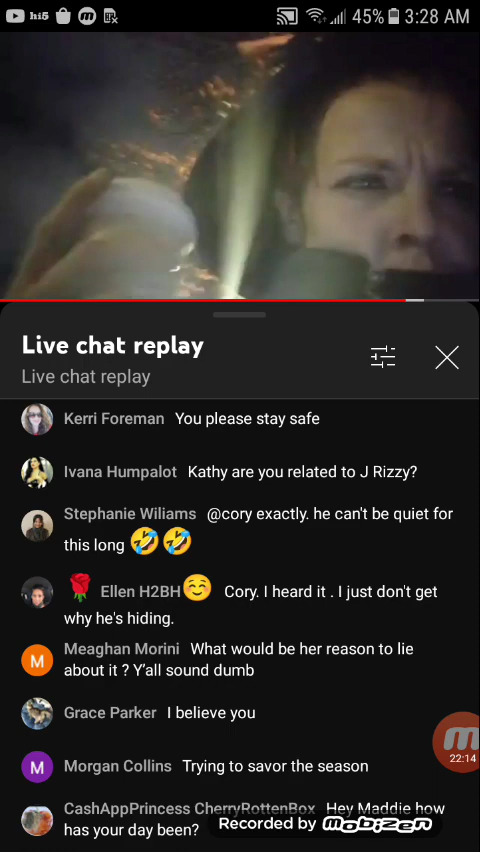 hi5
45%
3:28 AM
Live chat replay
Live chat replay
Kerri Foreman You please stay safe
Ivana Humpalot Kathy are you related to J Rizzy?
Stephanie Wiliams @cory exactly. he can't be quiet for
this long 🤣🤣
🌹 Ellen H2BH☺️ Cory. I heard it . I just don't get
why he's hiding.
M
Meaghan Morini What would be her reason to lie
about it ? Y'all sound dumb
Grace Parker I believe you
M
Morgan Collins Trying to savor the season
22:14
CashAppPrincess CherryRottenBox Hey Maddie how
has your day been?
Recorded by mobizen